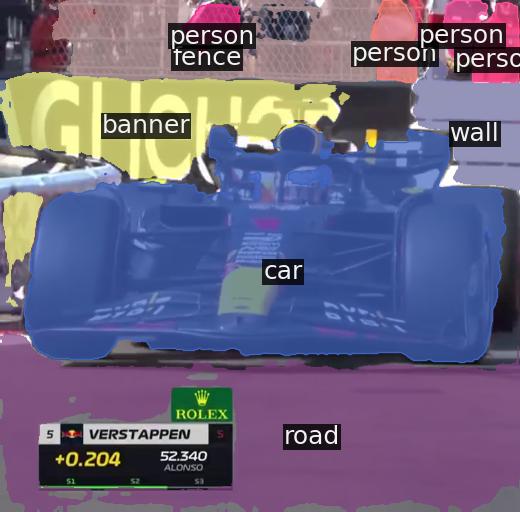 person
person
fence
person
perso
banner
wall
car
road
ROLEX
5 VERSTAPPEN 5
+0.204 52.340
ALONSO
S1 S2 S3